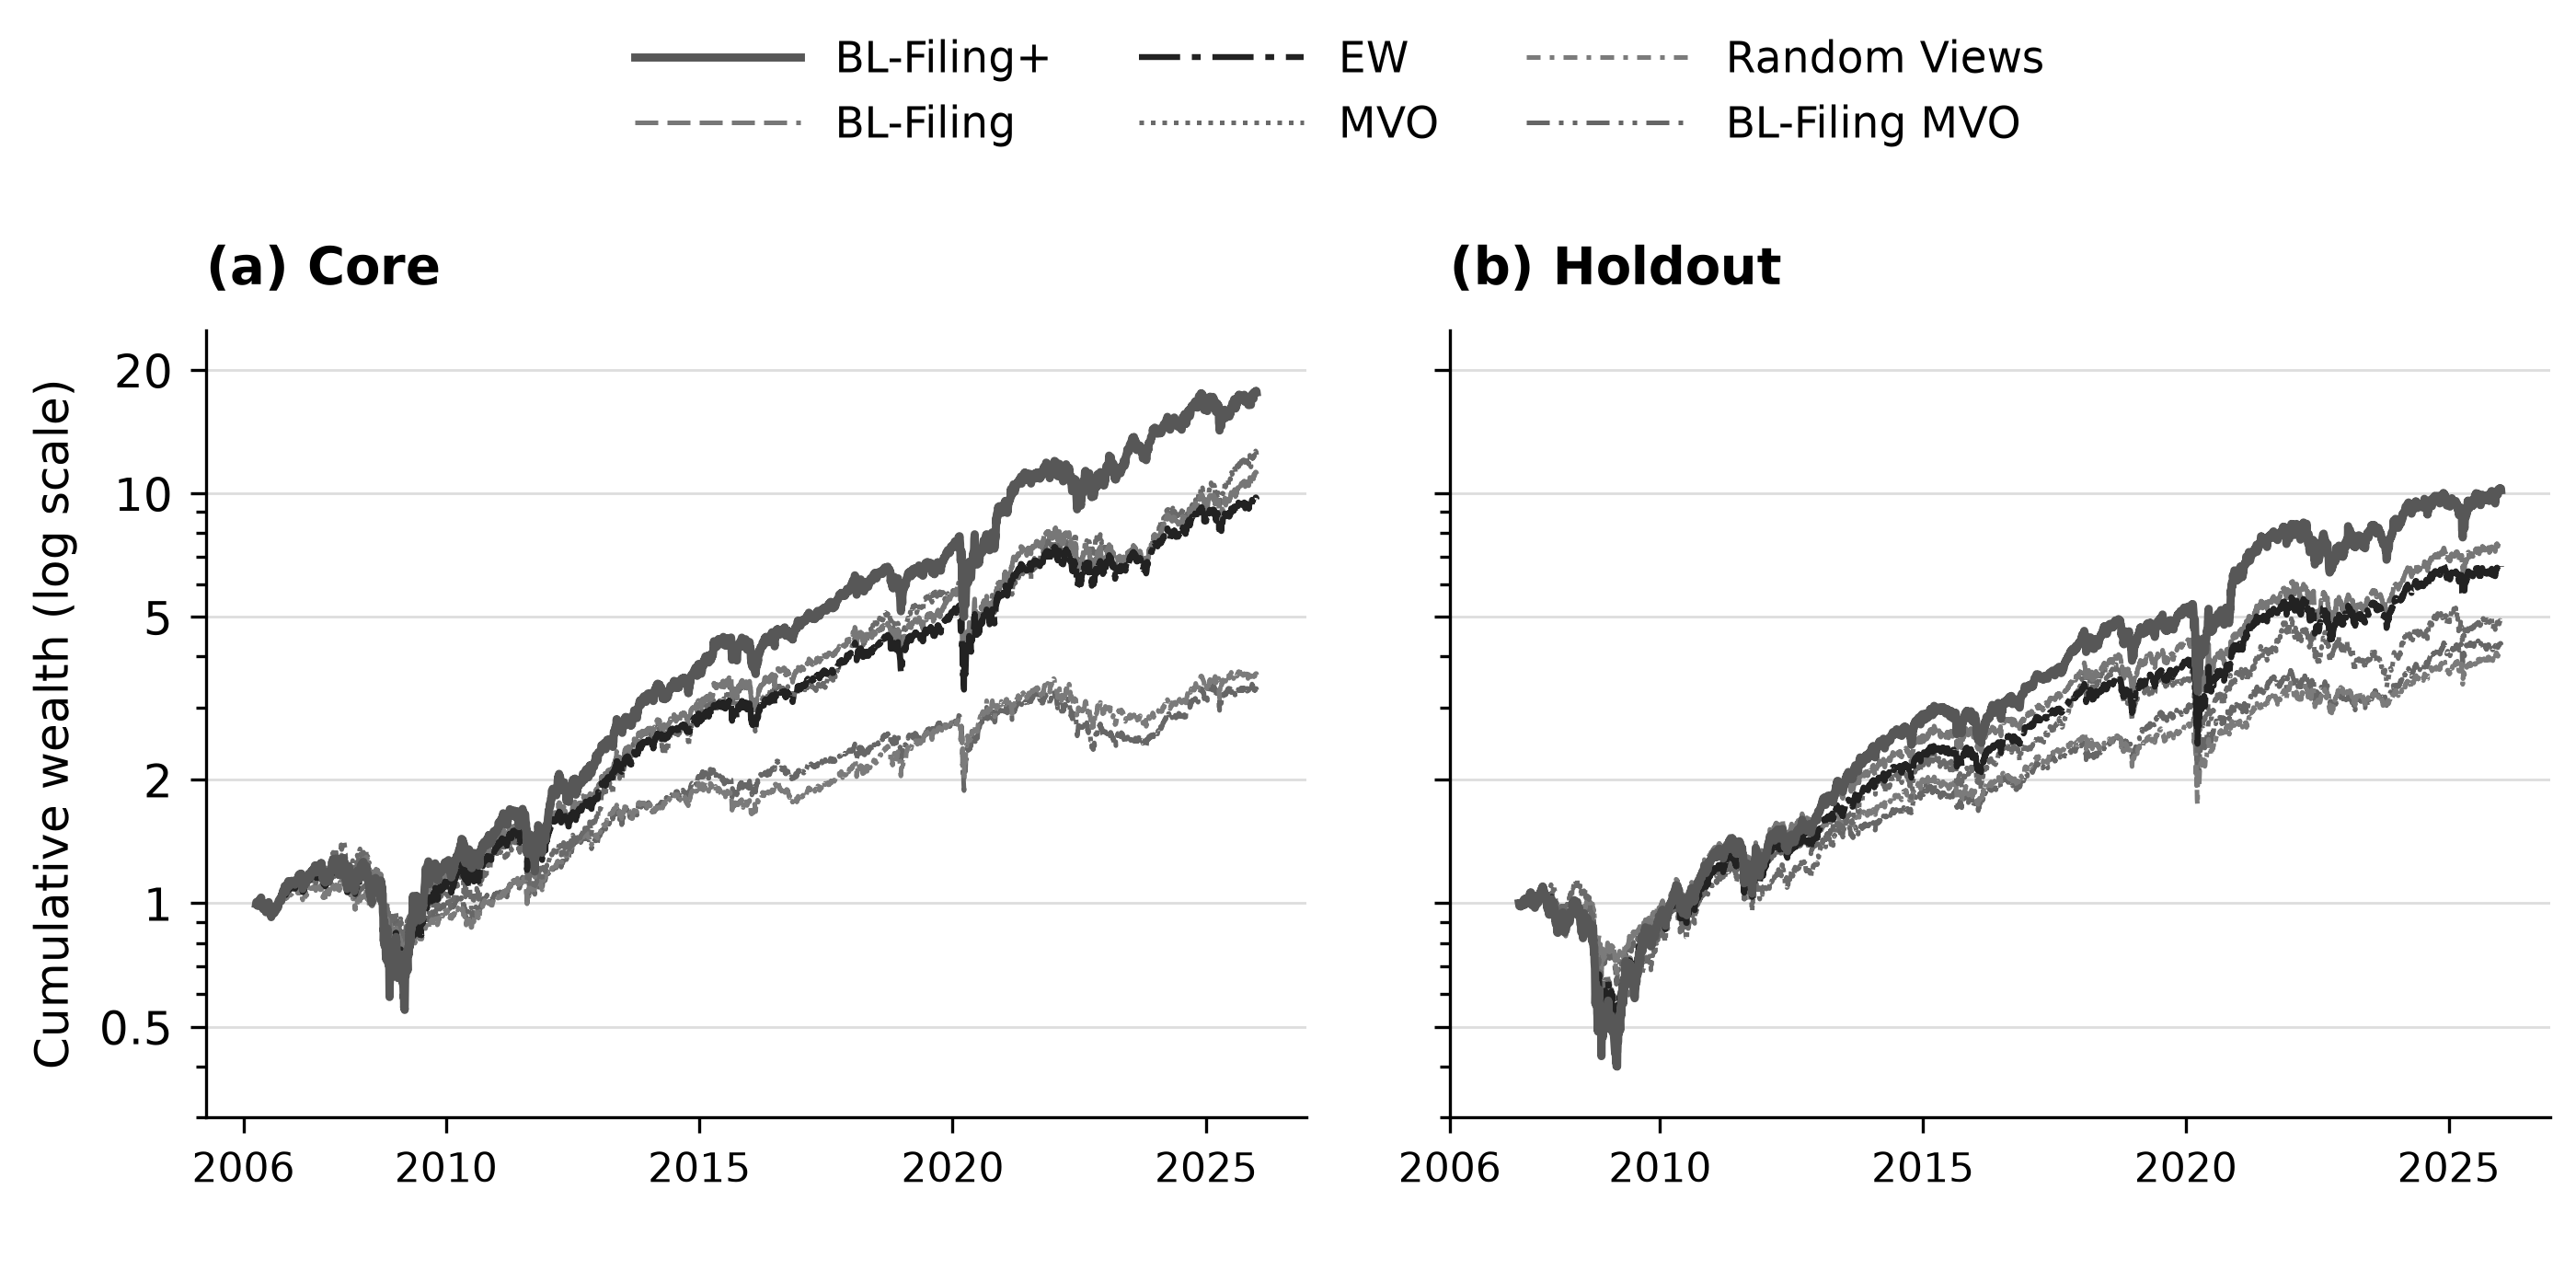 BL-Filing+ EW Random Views
BL-Filing MVO BL-Filing MVO
(a) Core
(b) Holdout
Cumulative wealth (log scale)
20
10
5
2
1
0.5
2006 2010 2015 2020 2025
2006 2010 2015 2020 2025